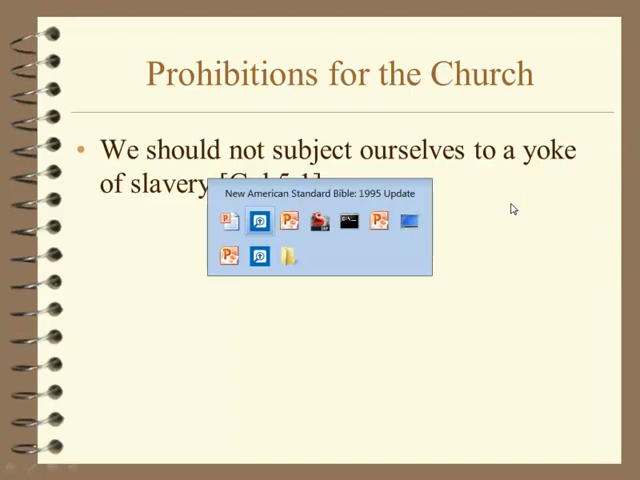 Prohibitions for the Church
• We should not subject ourselves to a yoke
of slavery
New American Standard Bible: 1995 Update